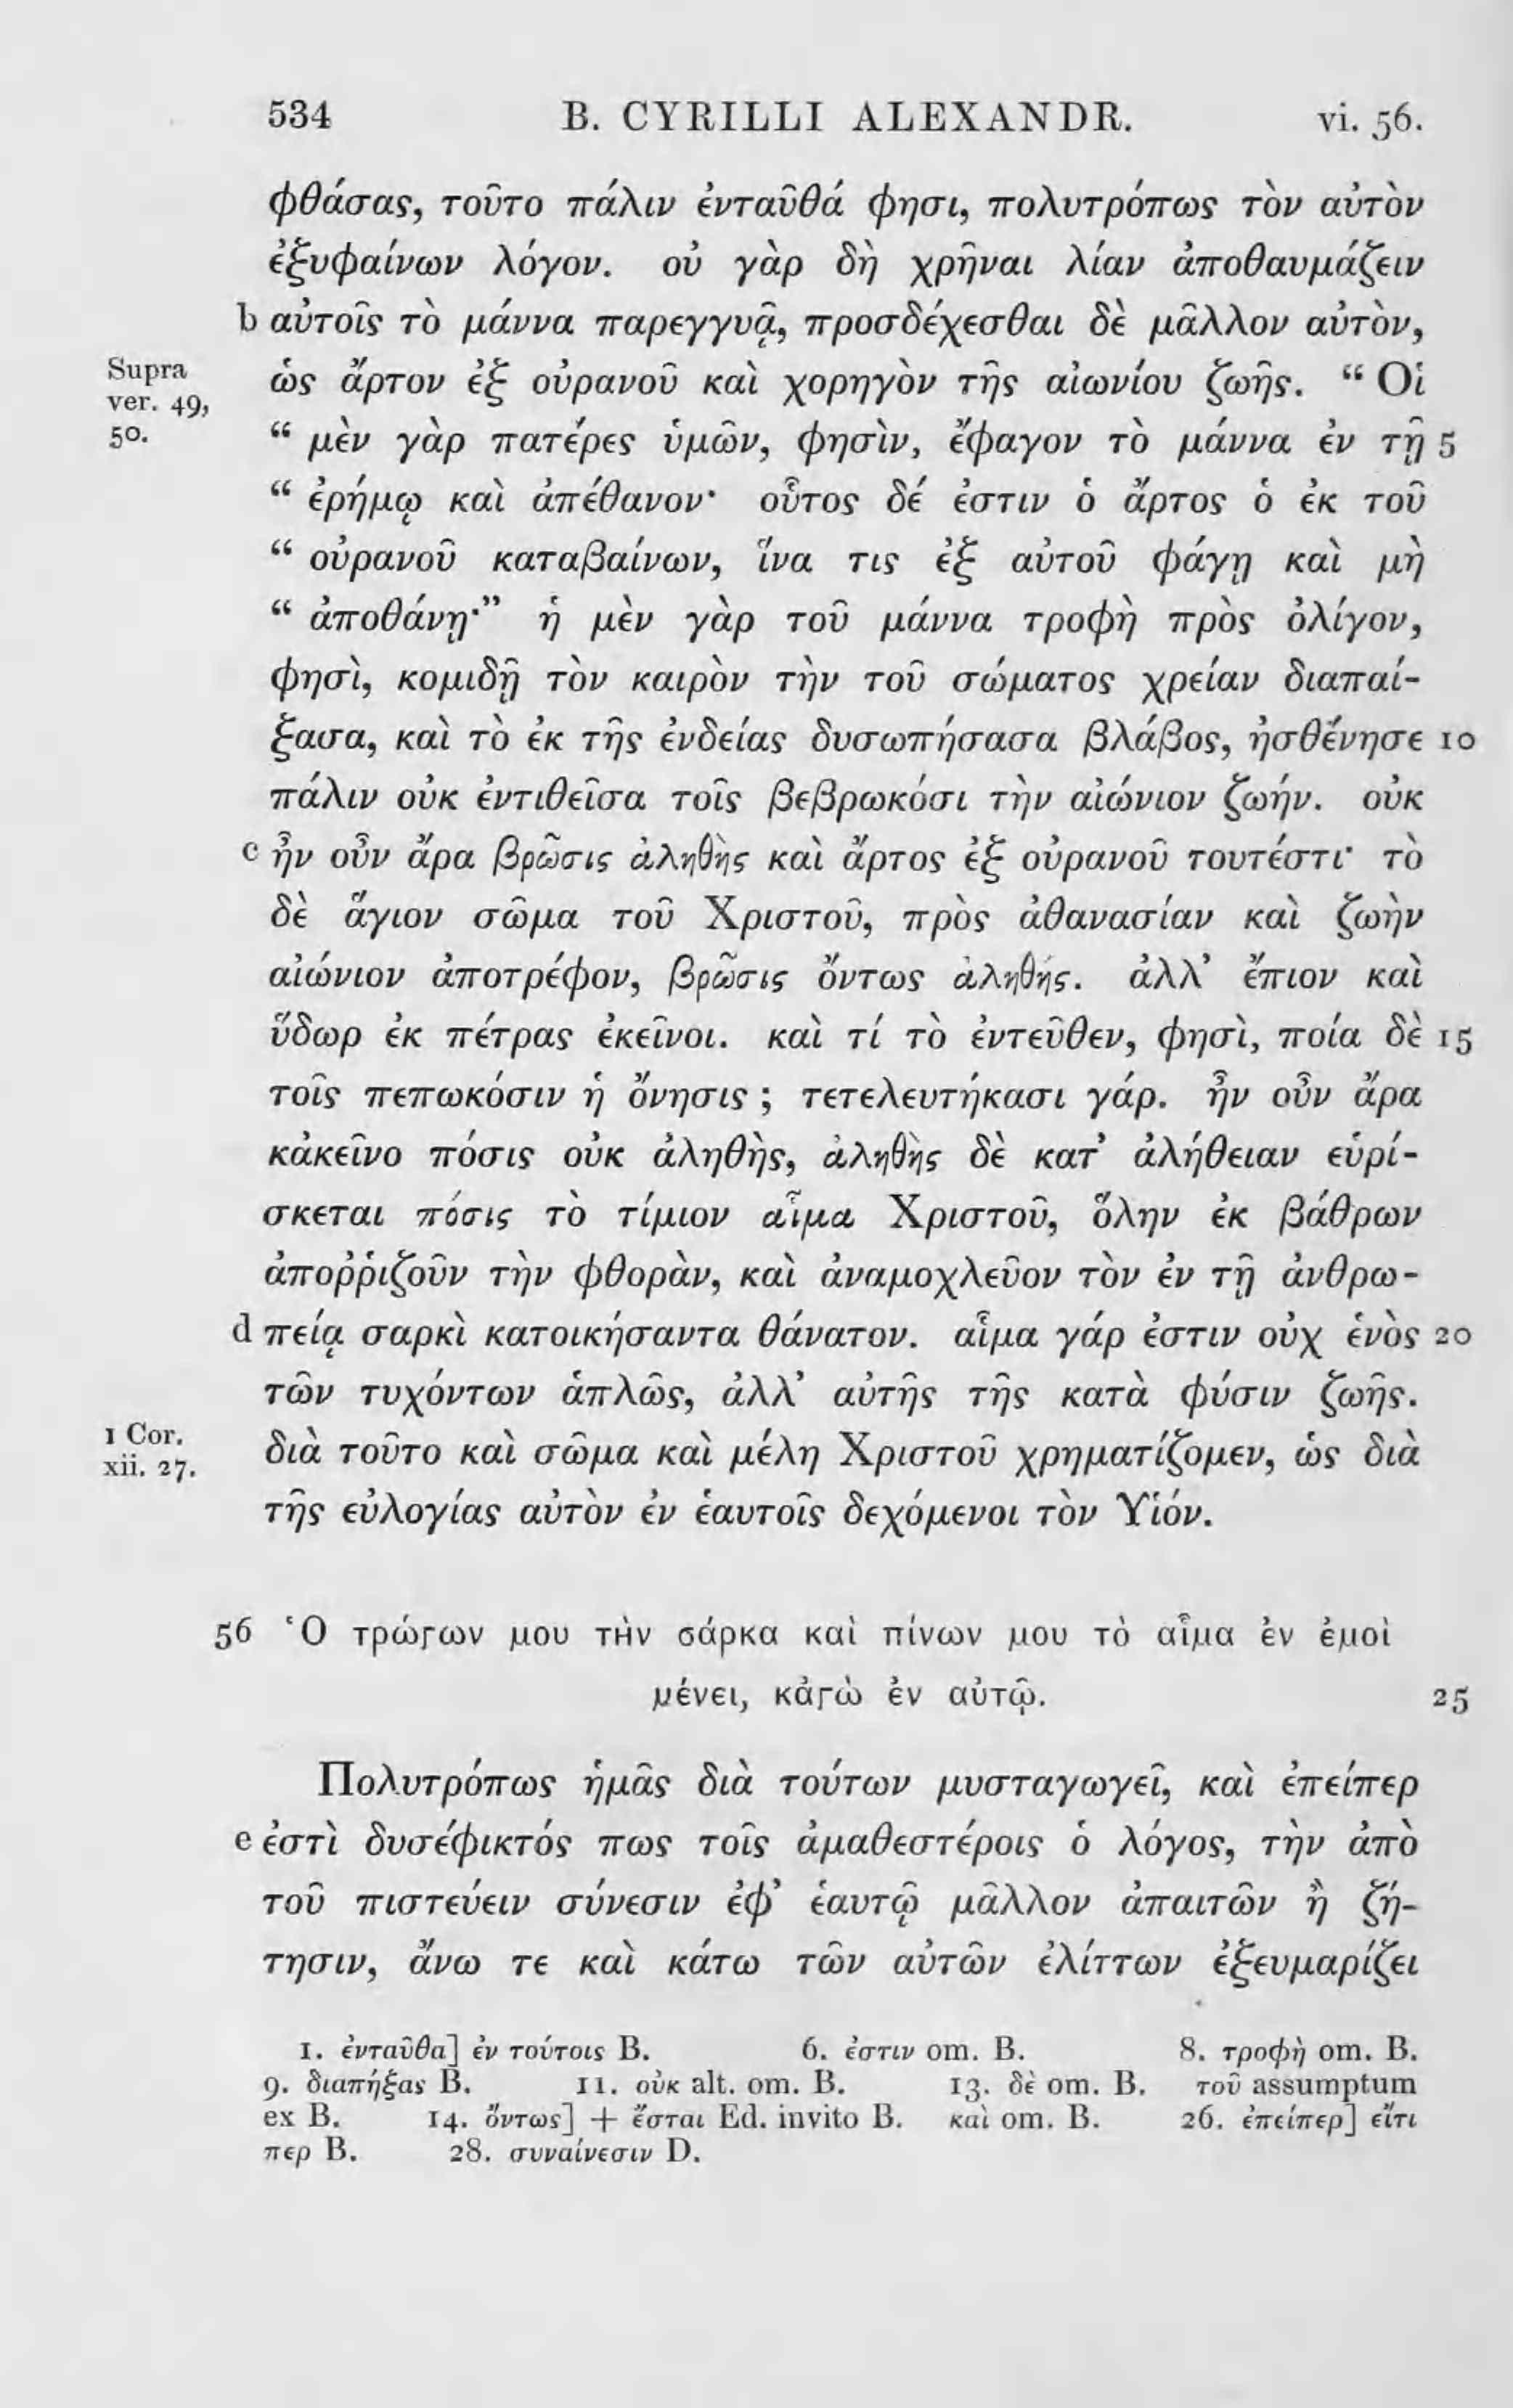 534 B. CYRILLI ALEXANDR. vi. 56.
φθάσας, τοῦτο πάλιν ἐνταῦθά φησι, πολυτρόπως τὸν αὐτὸν
ἐξυφαίνων λόγον. οὐ γὰρ δὴ χρῆναι λίαν ἀποθαυμάζειν
b αὐτοῖς τὸ μάννα παρεγγυᾷ, προσδέχεσθαι δὲ μᾶλλον αὐτὸν,
Supra ver. 49, 50.
ὡς ἄρτον ἐξ οὐρανοῦ καὶ χορηγὸν τῆς αἰωνίου ζωῆς. “ Οἱ
“ μὲν γὰρ πατέρες ὑμῶν, φησὶν, ἔφαγον τὸ μάννα ἐν τῇ 5
“ ἐρήμῳ καὶ ἀπέθανον· οὗτος δέ ἐστιν ὁ ἄρτος ὁ ἐκ τοῦ
“ οὐρανοῦ καταβαίνων, ἵνα τις ἐξ αὐτοῦ φάγῃ καὶ μὴ
“ ἀποθάνῃ·” ἡ μὲν γὰρ τοῦ μάννα τροφὴ πρὸς ὀλίγον,
φησὶ, κομιδῇ τὸν καιρὸν τὴν τοῦ σώματος χρείαν διαπαί-
ξασα, καὶ τὸ ἐκ τῆς ἐνδείας δυσωπήσασα βλάβος, ἠσθένησε 10
πάλιν οὐκ ἐντιθεῖσα τοῖς βεβρωκόσι τὴν αἰώνιον ζωήν. οὐκ
c ἦν οὖν ἄρα βρῶσις ἀληθὴς καὶ ἄρτος ἐξ οὐρανοῦ τουτέστι· τὸ
δὲ ἅγιον σῶμα τοῦ Χριστοῦ, πρὸς ἀθανασίαν καὶ ζωὴν
αἰώνιον ἀποτρέφον, βρῶσις ὄντως ἀληθής. ἀλλ’ ἔπιον καὶ
ὕδωρ ἐκ πέτρας ἐκεῖνοι. καὶ τί τὸ ἐντεῦθεν, φησὶ, ποία δὲ 15
τοῖς πεπωκόσιν ἡ ὄνησις ; τετελευτήκασι γάρ. ἦν οὖν ἄρα
κἀκεῖνο πόσις οὐκ ἀληθὴς, ἀληθὴς δὲ κατ’ ἀλήθειαν εὑρί-
σκεται πόσις τὸ τίμιον αἷμα Χριστοῦ, ὅλην ἐκ βάθρων
ἀποῤῥιζοῦν τὴν φθορὰν, καὶ ἀναμοχλεῦον τὸν ἐν τῇ ἀνθρω-
d πείᾳ σαρκὶ κατοικήσαντα θάνατον. αἷμα γάρ ἐστιν οὐχ ἑνὸς 20
τῶν τυχόντων ἁπλῶς, ἀλλ’ αὐτῆς τῆς κατὰ φύσιν ζωῆς.
1 Cor. xii. 27.
διὰ τοῦτο καὶ σῶμα καὶ μέλη Χριστοῦ χρηματίζομεν, ὡς διὰ
τῆς εὐλογίας αὐτὸν ἐν ἑαυτοῖς δεχόμενοι τὸν Υἱόν.
56 Ὁ τρώγων μου τὴν σάρκα καὶ πίνων μου τὸ αἷμα ἐν ἐμοὶ
μένει, κἀγὼ ἐν αὐτῷ. 25
Πολυτρόπως ἡμᾶς διὰ τούτων μυσταγωγεῖ, καὶ ἐπείπερ
e ἐστὶ δυσέφικτός πως τοῖς ἀμαθεστέροις ὁ λόγος, τὴν ἀπὸ
τοῦ πιστεύειν σύνεσιν ἐφ’ ἑαυτῷ μᾶλλον ἀπαιτῶν ἢ ζή-
τησιν, ἄνω τε καὶ κάτω τῶν αὐτῶν ἑλίττων ἐξευμαρίζει
1. ἐνταῦθα] ἐν τούτοις B. 6. ἐστιν om. B. 8. τροφὴ om. B.
9. διαπήξας B. 11. οὐκ alt. om. B. 13. δὲ om. B. τοῦ assumptum
ex B. 14. ὄντως] + ἔσται Ed. invito B. καὶ om. B. 26. ἐπείπερ] εἴτι
περ B. 28. συναίνεσιν D.